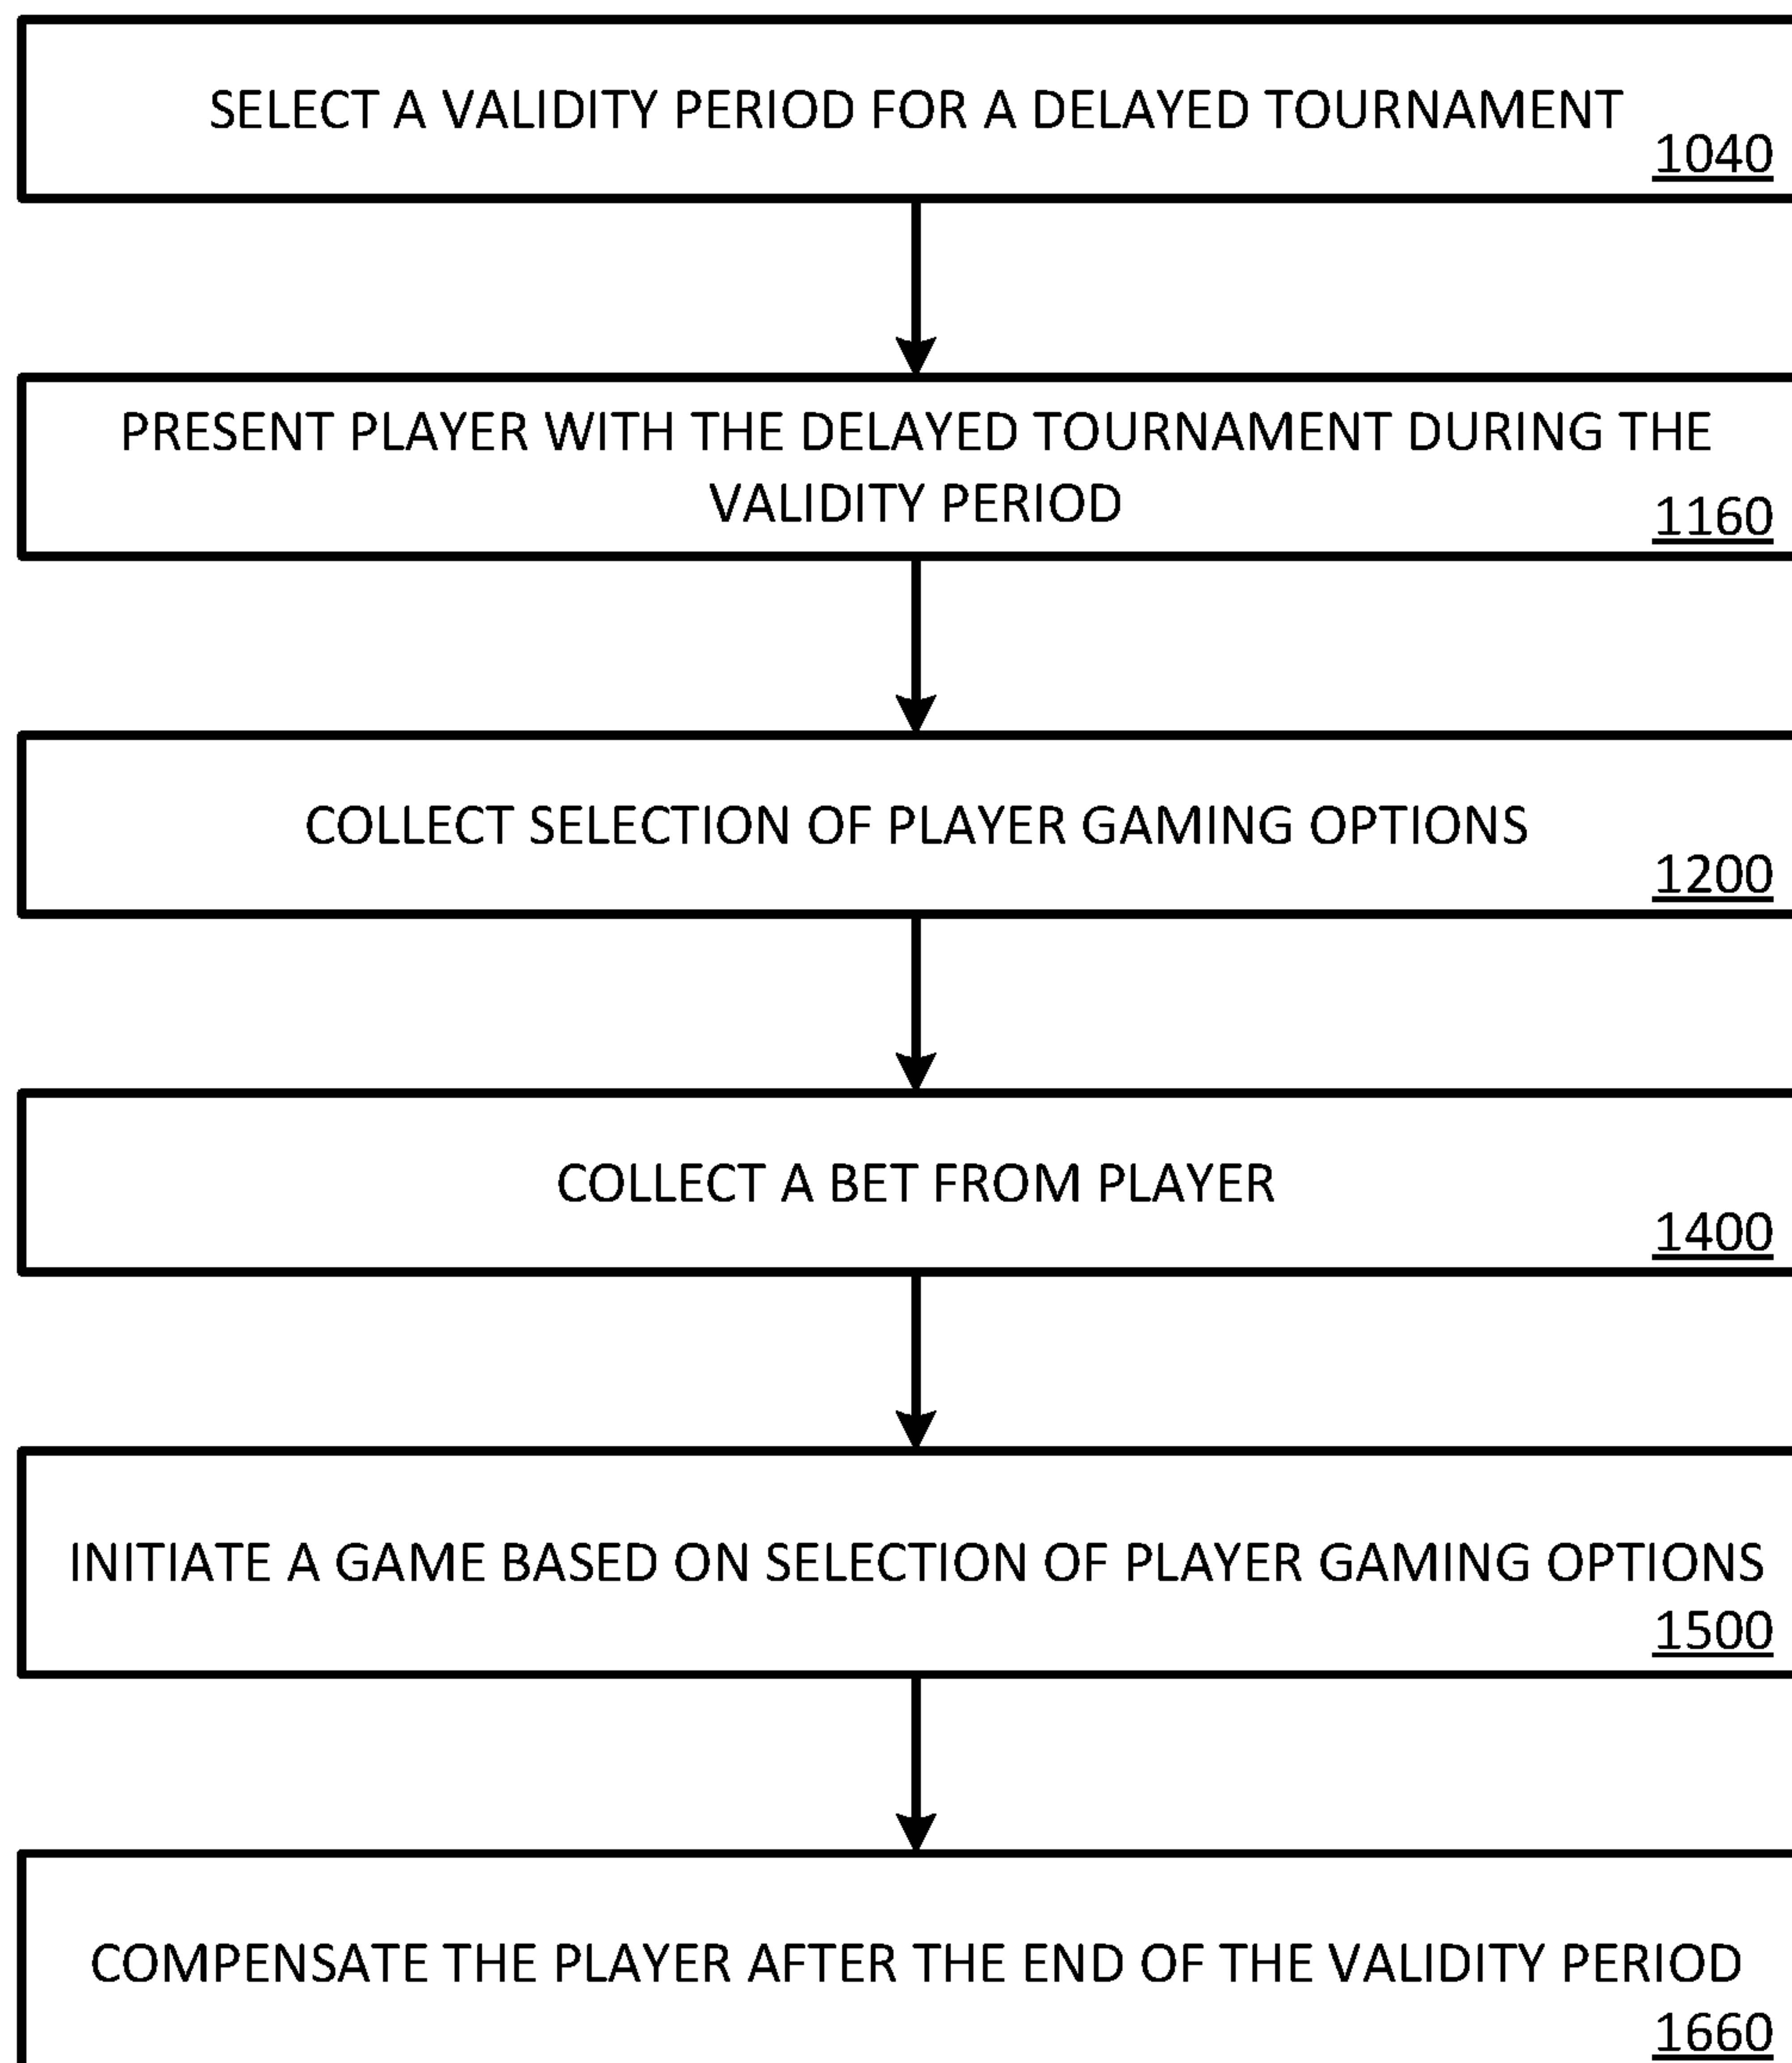 SELECT A VALIDITY PERIOD FOR A DELAYED TOURNAMENT
1040
PRESENT PLAYER WITH THE DELAYED TOURNAMENT DURING THE
VALIDITY PERIOD
1160
COLLECT SELECTION OF PLAYER GAMING OPTIONS
1200
COLLECT A BET FROM PLAYER
1400
INITIATE A GAME BASED ON SELECTION OF PLAYER GAMING OPTIONS
1500
COMPENSATE THE PLAYER AFTER THE END OF THE VALIDITY PERIOD
1660